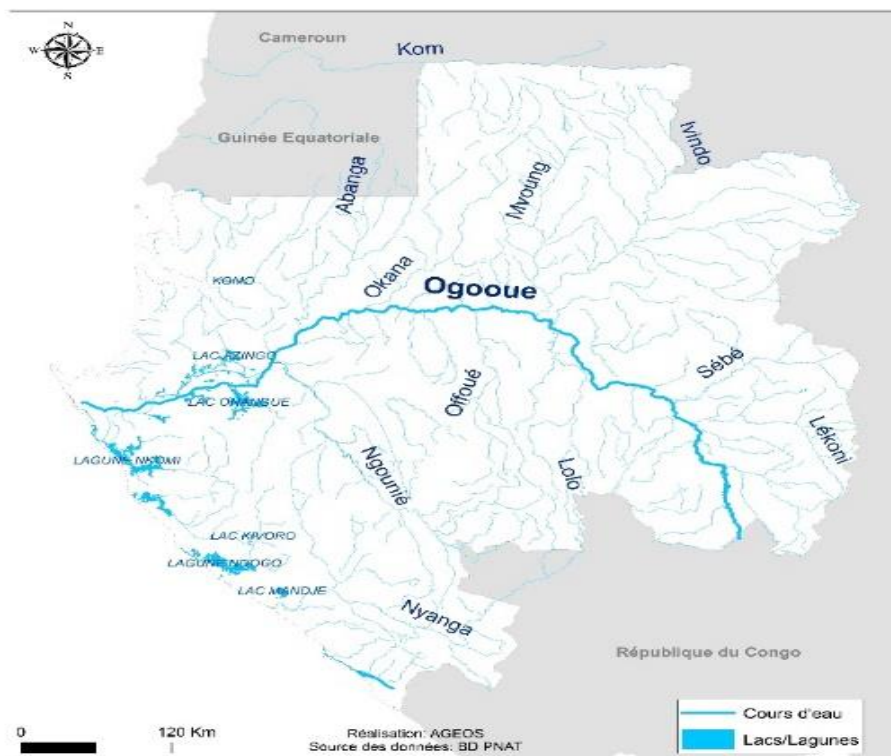 N
W
E
S
Cameroun
Kom
Guinée Equatoriale
Ivindo
Abanga
Mvoung
KOMO
Okana
Ogooue
LAC AZINGO
Sébé
LAC ONANGUE
Offoué
Lékoni
LAGUNE NKOMI
Ngounié
Lolo
LAC KIVORO
LAGUNE NGOGO
LAC MANDJE
Nyanga
République du Congo
0
120 Km
Réalisation: AGEOS
Source des données: BD PNAT
Cours d'eau
Lacs/Lagunes